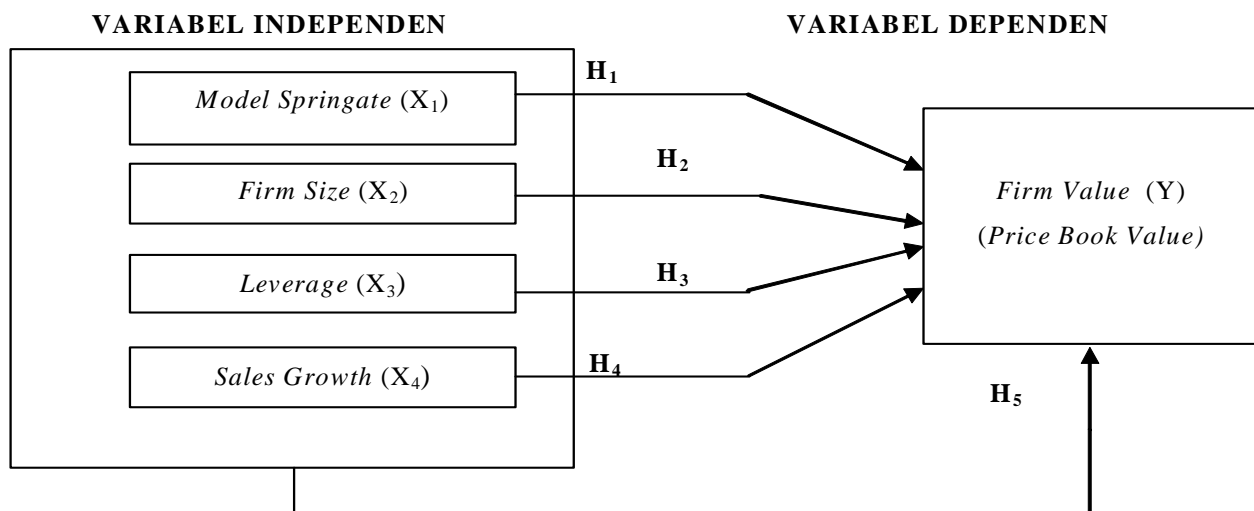 VARIABEL INDEPENDEN
VARIABEL DEPENDEN
H₁
Model Springate (X₁)
H₂
Firm Size (X₂)
Firm Value (Y)
(Price Book Value)
H₃
Leverage (X₃)
H₄
Sales Growth (X₄)
H₅